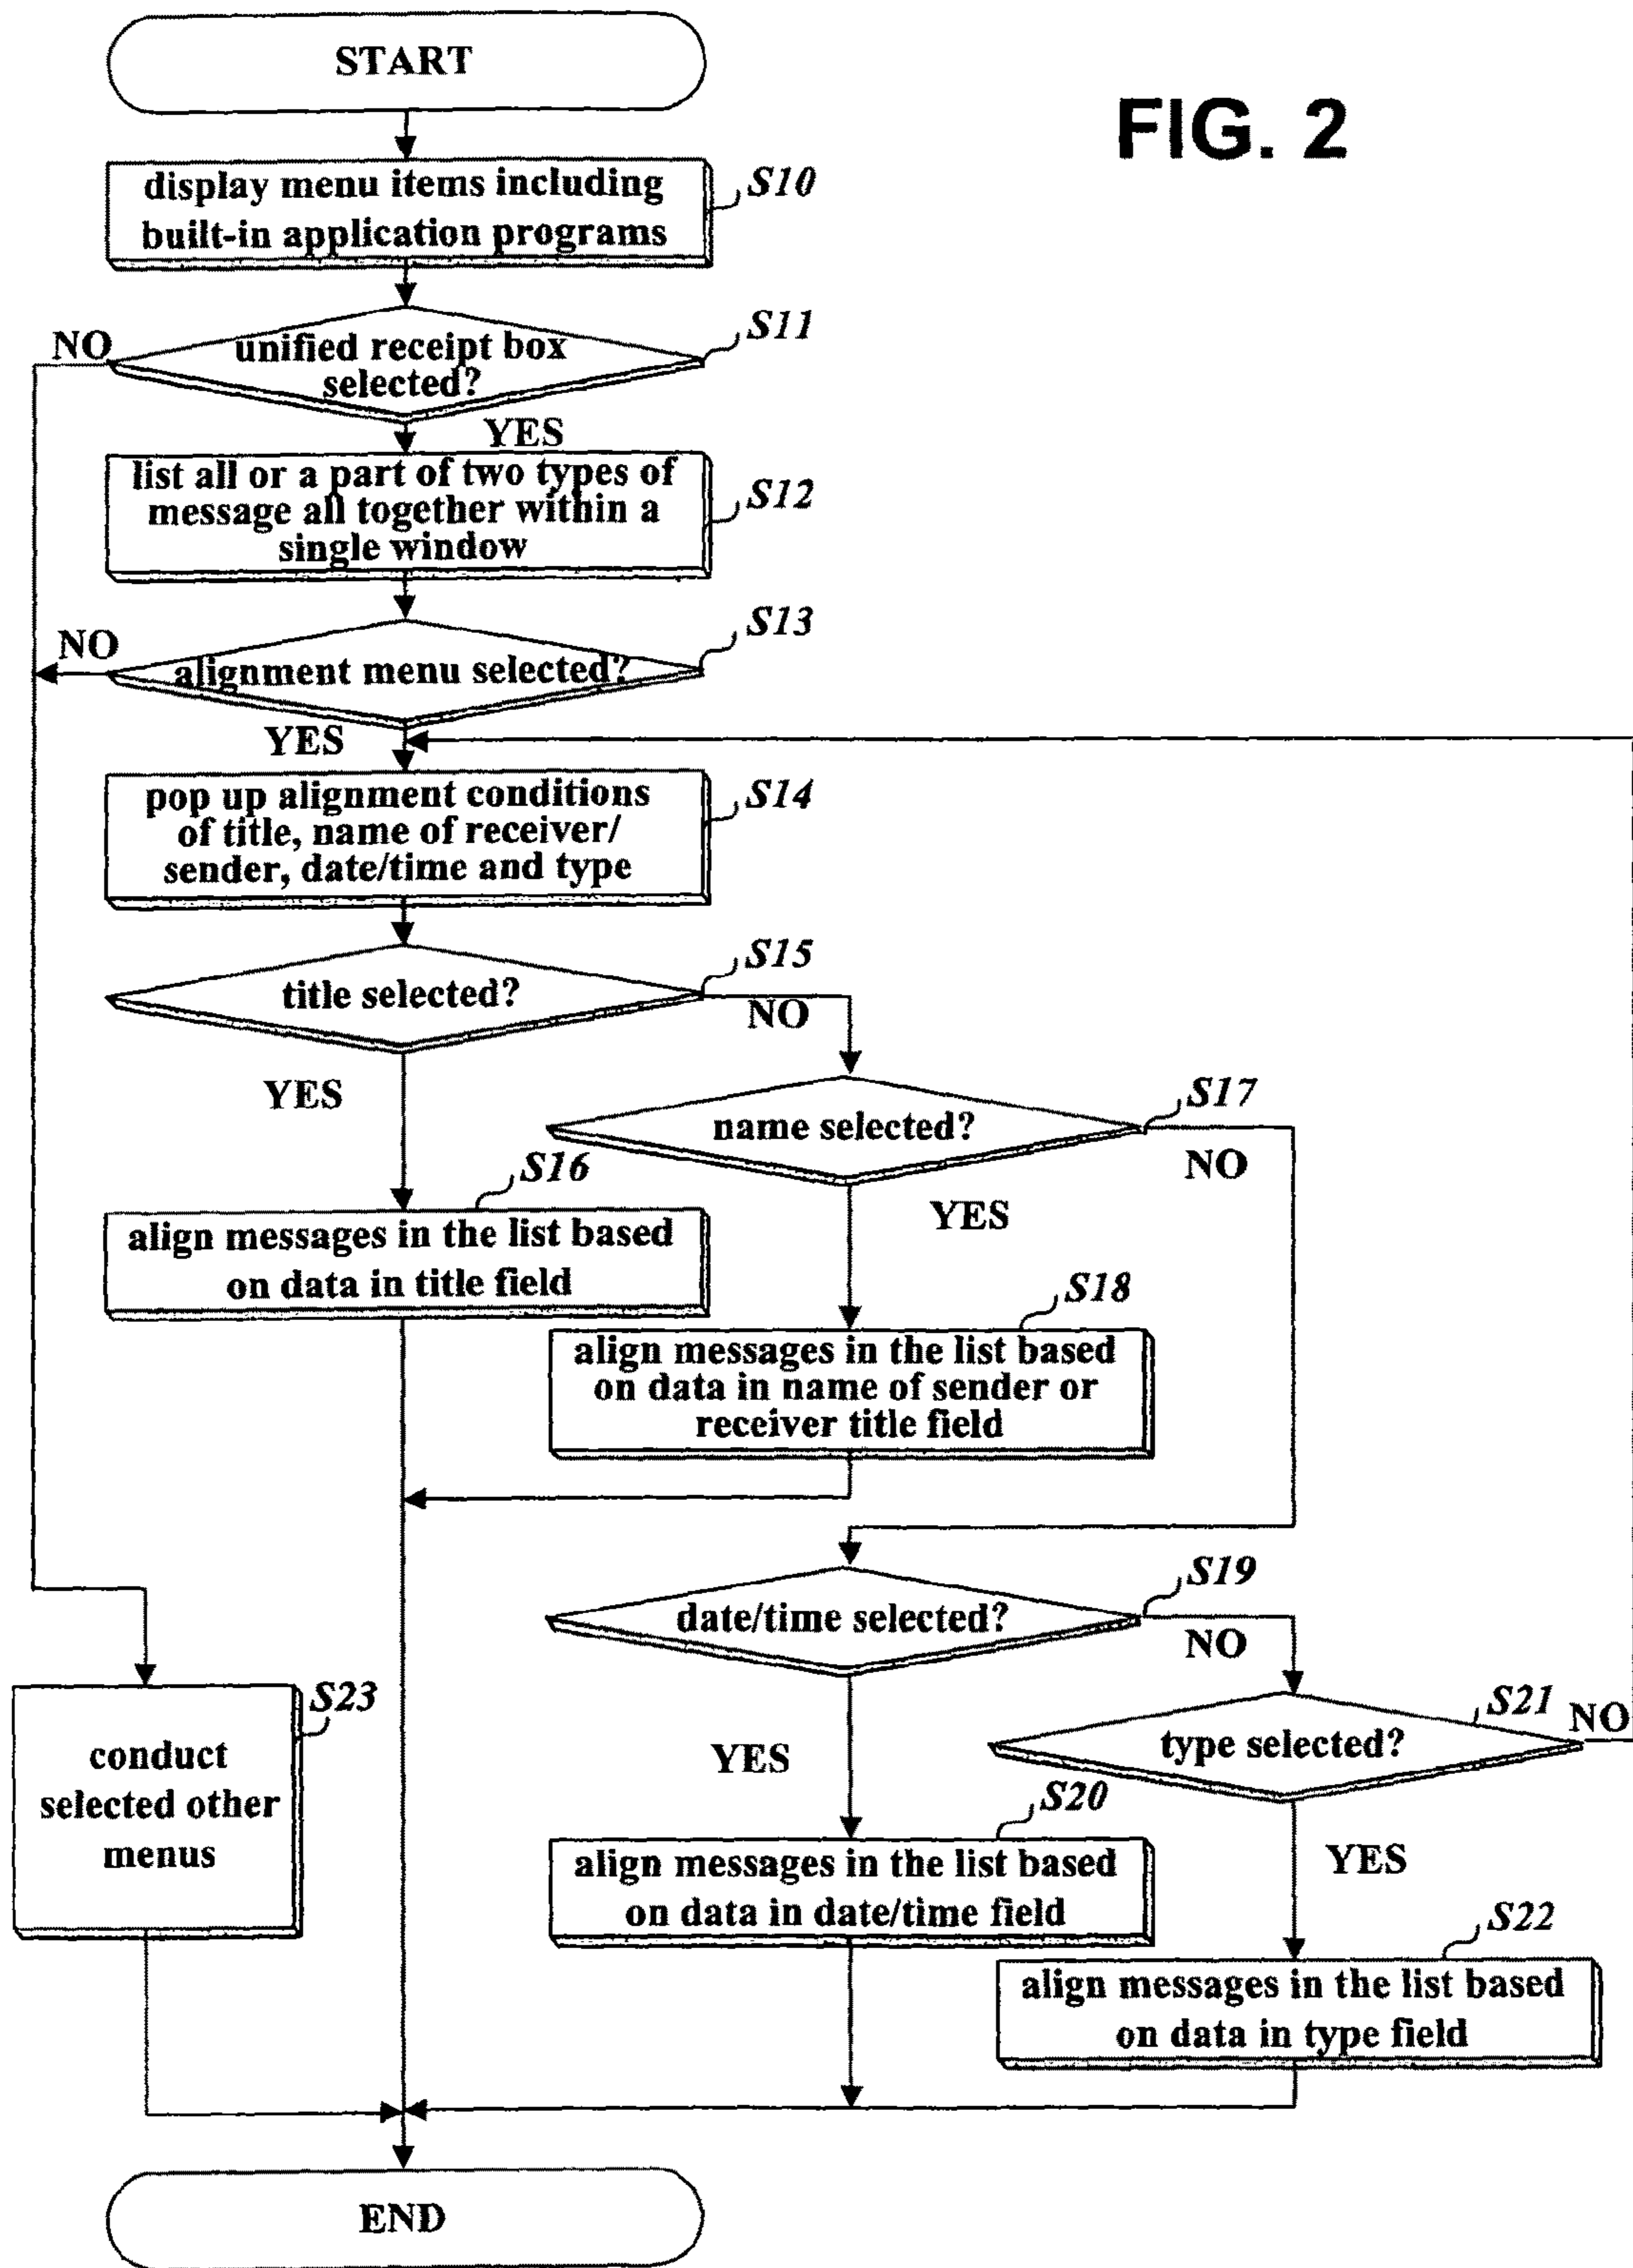 START
FIG. 2
display menu items including
built-in application programs
S10
NO
unified receipt box
selected?
S11
YES
list all or a part of two types of
message all together within a
single window
S12
NO
alignment menu selected?
S13
YES
pop up alignment conditions
of title, name of receiver/
sender, date/time and type
S14
title selected?
S15
NO
YES
name selected?
S17
NO
S16
align messages in the list based
on data in title field
YES
S18
align messages in the list based
on data in name of sender or
receiver title field
date/time selected?
S19
NO
S23
conduct
selected other
menus
type selected?
S21
NO
YES
S20
align messages in the list based
on data in date/time field
YES
S22
align messages in the list based
on data in type field
END